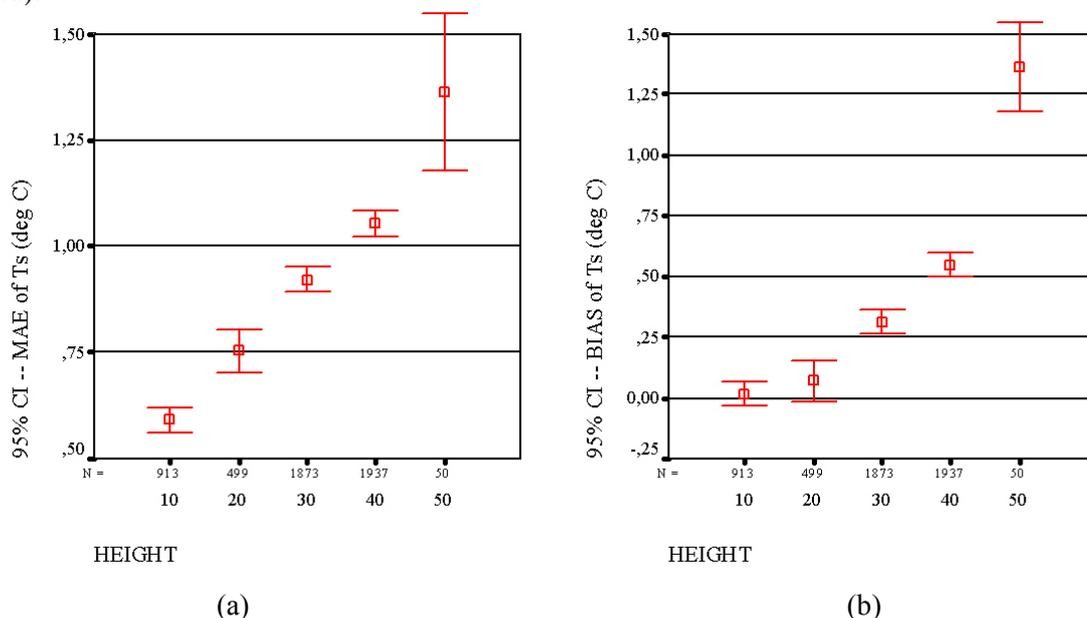 1,50
1,25
1,00
,75
,50
95% CI -- MAE of Ts (deg C)
N = 913 499 1873 1937 50
10 20 30 40 50
HEIGHT
(a)
1,50
1,25
1,00
,75
,50
,25
0,00
-,25
95% CI -- BIAS of Ts (deg C)
N = 913 499 1873 1937 50
10 20 30 40 50
HEIGHT
(b)